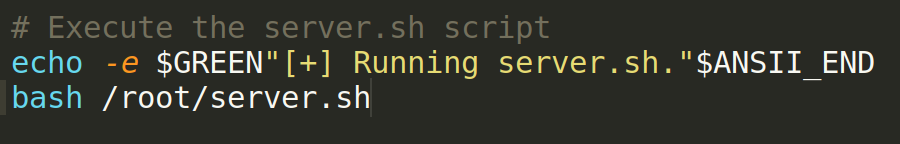 # Execute the server.sh script
echo -e $GREEN"[+] Running server.sh."$ANSII_END
bash /root/server.sh